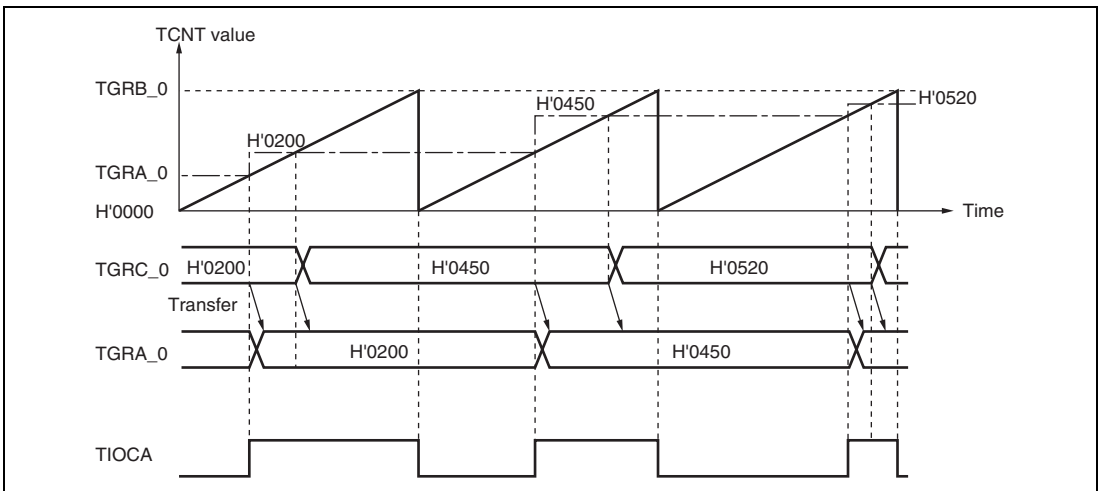 TCNT value
TGRB_0
H'0520
H'0450
H'0200
TGRA_0
H'0000
Time
TGRC_0 H'0200 H'0450 H'0520
Transfer
TGRA_0 H'0200 H'0450
TIOCA